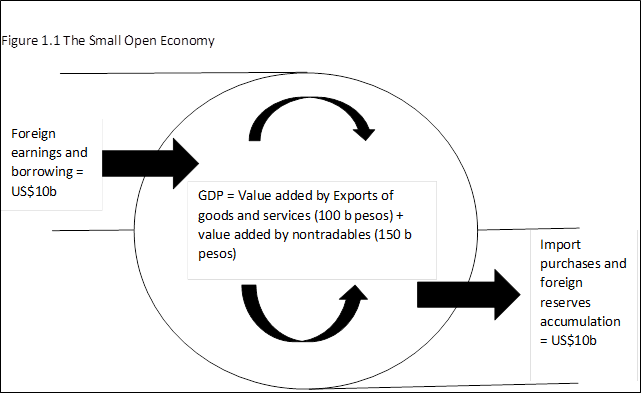 Figure 1.1 The Small Open Economy
Foreign
earnings and
borrowing =
US$10b
GDP = Value added by Exports of
goods and services (100 b pesos) +
value added by nontradables (150 b
pesos)
Import
purchases and
foreign
reserves
accumulation
= US$10b